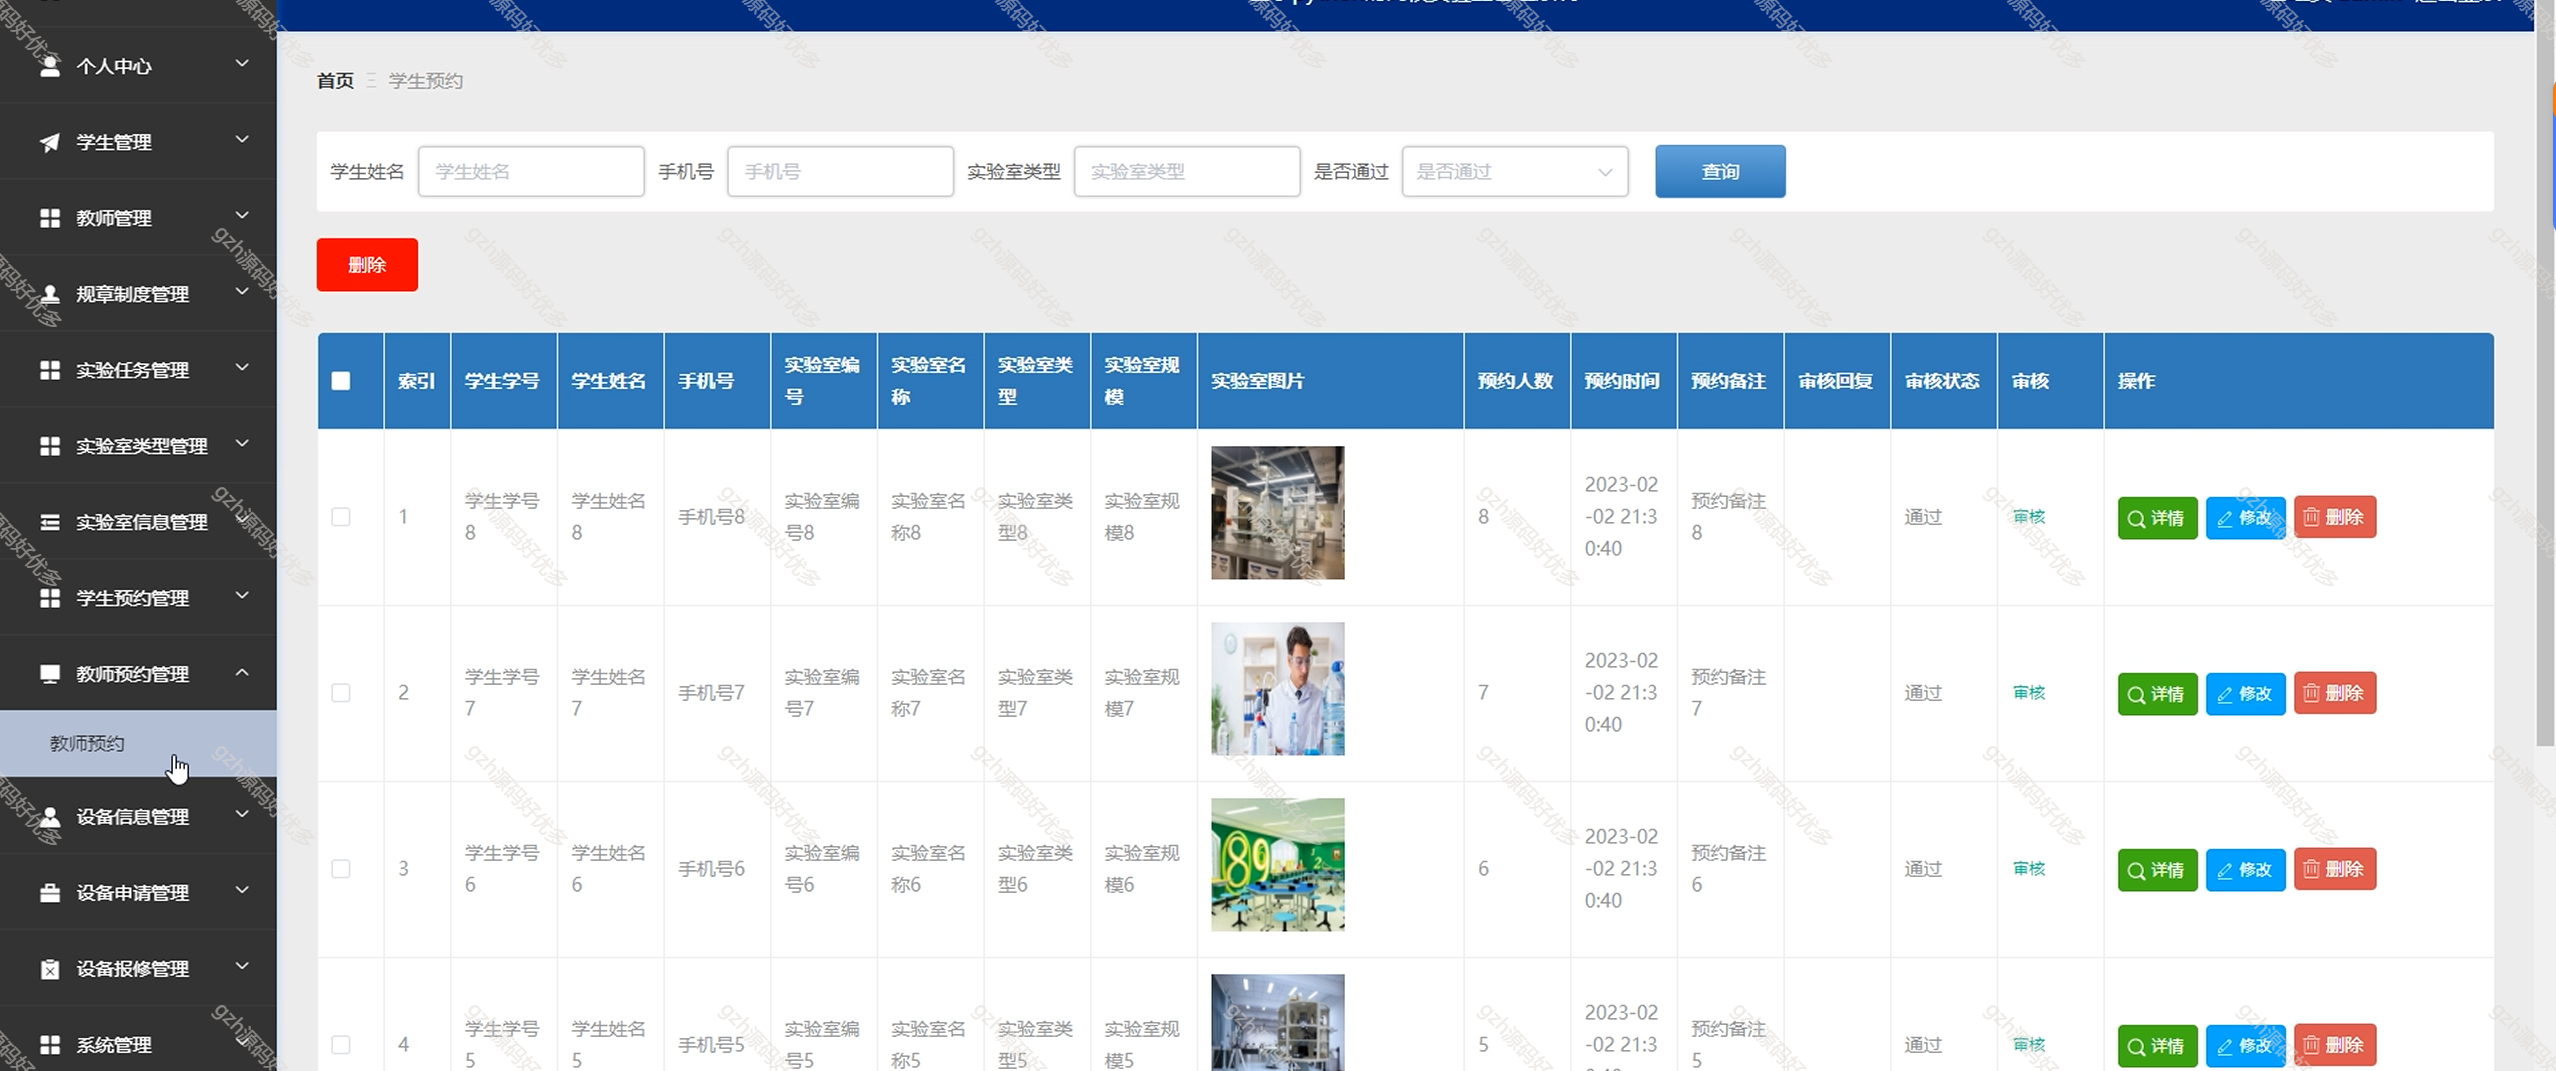 个人中心
学生管理
教师管理
规章制度管理
实验任务管理
实验室类型管理
实验室信息管理
学生预约管理
教师预约管理
教师预约
设备信息管理
设备申请管理
设备报修管理
系统管理
首页 学生预约
学生姓名 学生姓名 手机号 手机号 实验室类型 实验室类型 是否通过 是否通过 查询
删除
索引 学生学号 学生姓名 手机号 实验室编号 实验室名称 实验室类型 实验室规模 实验室图片 预约人数 预约时间 预约备注 审核回复 审核状态 审核 操作
1 学生学号8 学生姓名8 手机号8 实验室编号8 实验室名称8 实验室类型8 实验室规模8 8 2023-02-02 21:30:40 预约备注8 通过 审核 详情 修改 删除
2 学生学号7 学生姓名7 手机号7 实验室编号7 实验室名称7 实验室类型7 实验室规模7 7 2023-02-02 21:30:40 预约备注7 通过 审核 详情 修改 删除
3 学生学号6 学生姓名6 手机号6 实验室编号6 实验室名称6 实验室类型6 实验室规模6 6 2023-02-02 21:30:40 预约备注6 通过 审核 详情 修改 删除
4 学生学号5 学生姓名5 手机号5 实验室编号5 实验室名称5 实验室类型5 实验室规模5 5 2023-02-02 21:3 预约备注5 通过 审核 详情 修改 删除
gzh源码好优多